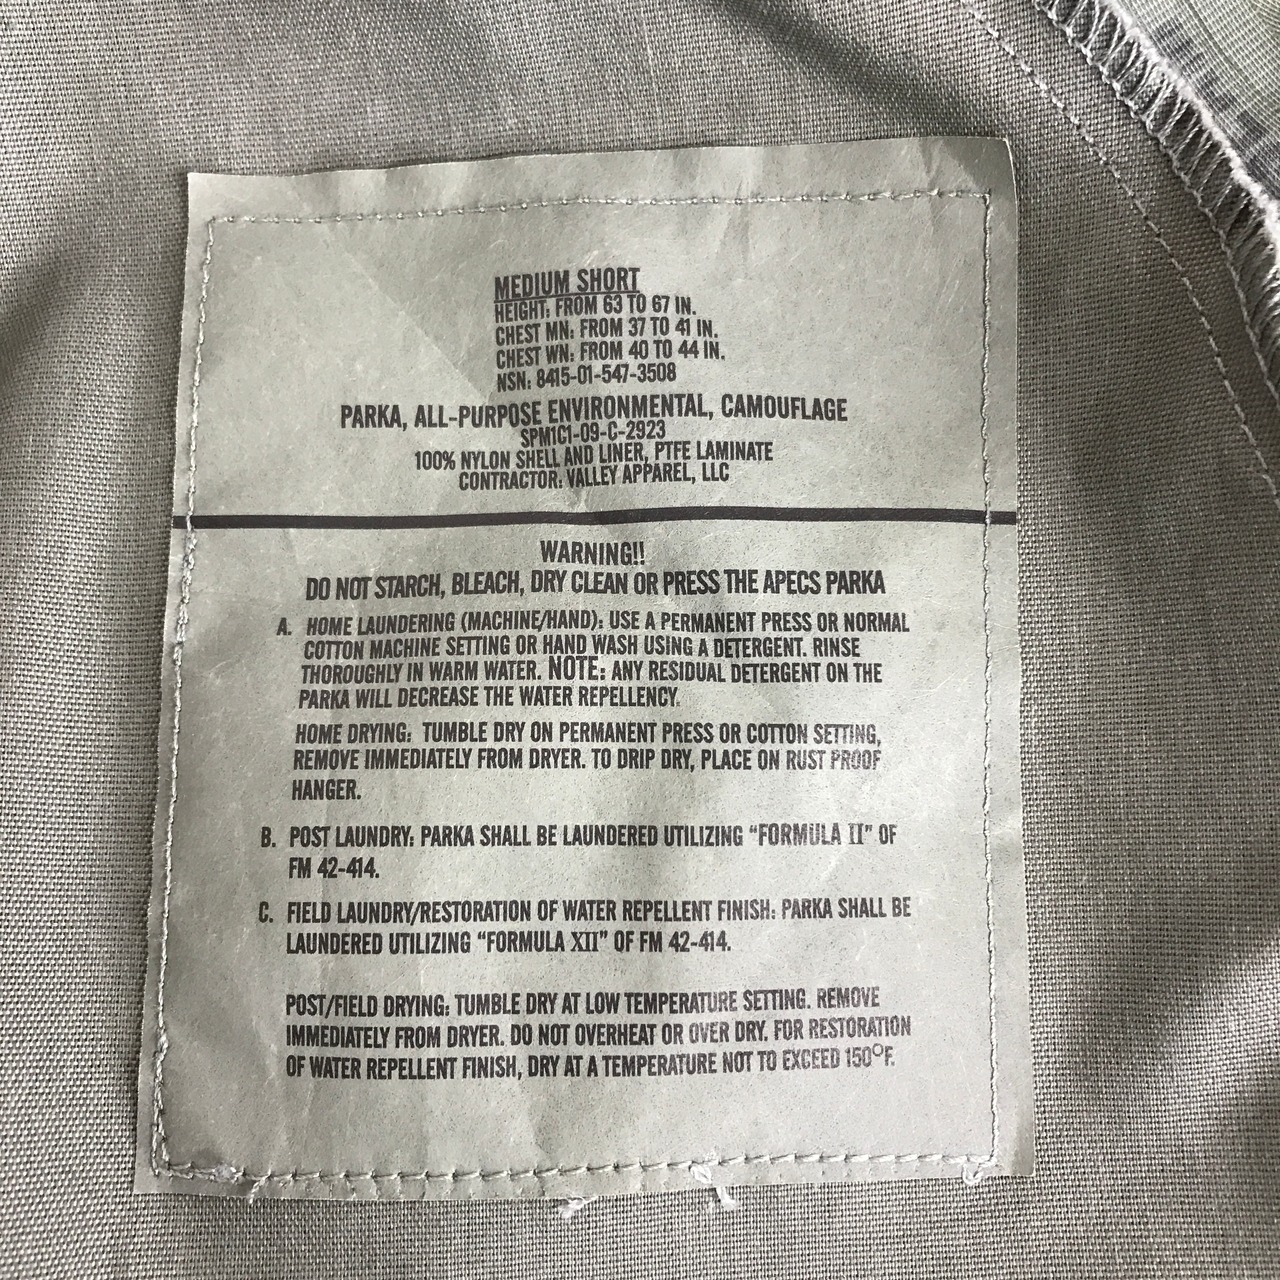 MEDIUM SHORT
HEIGHT: FROM 63 TO 67 IN.
CHEST MN: FROM 37 TO 41 IN.
CHEST WN: FROM 40 TO 44 IN.
NSN: 8415-01-547-3508
PARKA, ALL-PURPOSE ENVIRONMENTAL, CAMOUFLAGE
SPM1C1-09-C-2923
100% NYLON SHELL AND LINER, PTFE LAMINATE
CONTRACTOR: VALLEY APPAREL, LLC
WARNING!!
DO NOT STARCH, BLEACH, DRY CLEAN OR PRESS THE APECS PARKA
A. HOME LAUNDERING (MACHINE/HAND): USE A PERMANENT PRESS OR NORMAL
COTTON MACHINE SETTING OR HAND WASH USING A DETERGENT. RINSE
THOROUGHLY IN WARM WATER. NOTE: ANY RESIDUAL DETERGENT ON THE
PARKA WILL DECREASE THE WATER REPELLENCY.
HOME DRYING: TUMBLE DRY ON PERMANENT PRESS OR COTTON SETTING,
REMOVE IMMEDIATELY FROM DRYER. TO DRIP DRY, PLACE ON RUST PROOF
HANGER.
B. POST LAUNDRY: PARKA SHALL BE LAUNDERED UTILIZING "FORMULA II" OF
FM 42-414.
C. FIELD LAUNDRY/RESTORATION OF WATER REPELLENT FINISH: PARKA SHALL BE
LAUNDERED UTILIZING "FORMULA XII" OF FM 42-414.
POST/FIELD DRYING: TUMBLE DRY AT LOW TEMPERATURE SETTING. REMOVE
IMMEDIATELY FROM DRYER. DO NOT OVERHEAT OR OVER DRY. FOR RESTORATION
OF WATER REPELLENT FINISH, DRY AT A TEMPERATURE NOT TO EXCEED 150°F.